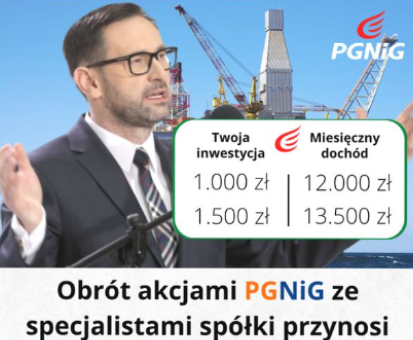 PGNiG
Twoja Miesięczny
inwestycja dochód
1.000 zł 12.000 zł
1.500 zł 13.500 zł
Obrót akcjami PGNiG ze
specjalistami spółki przynosi